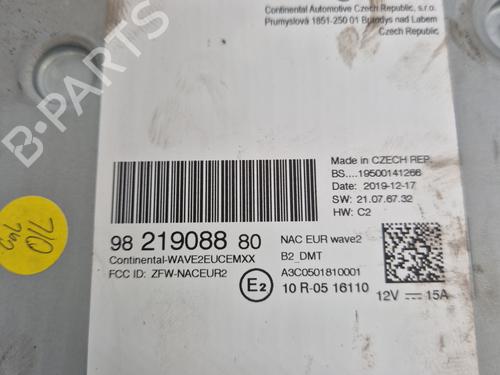 Continental Automotive Czech Republic, s.r.o.
Prumyslová 1851-250 01 Brandys nad Labem
Czech Republic
B-PARTS
Made in CZECH REP.
BS....19500141266
Date: 2019-12-17
SW: 21.07.67.32
HW: C2
98 219088 80
NAC EUR wave2
Continental-WAVE2EUCEMXX
B2_DMT
FCC ID: ZFW-NACEUR2
E2
A3C0501810001
10 R-05 16110
12V 15A
710